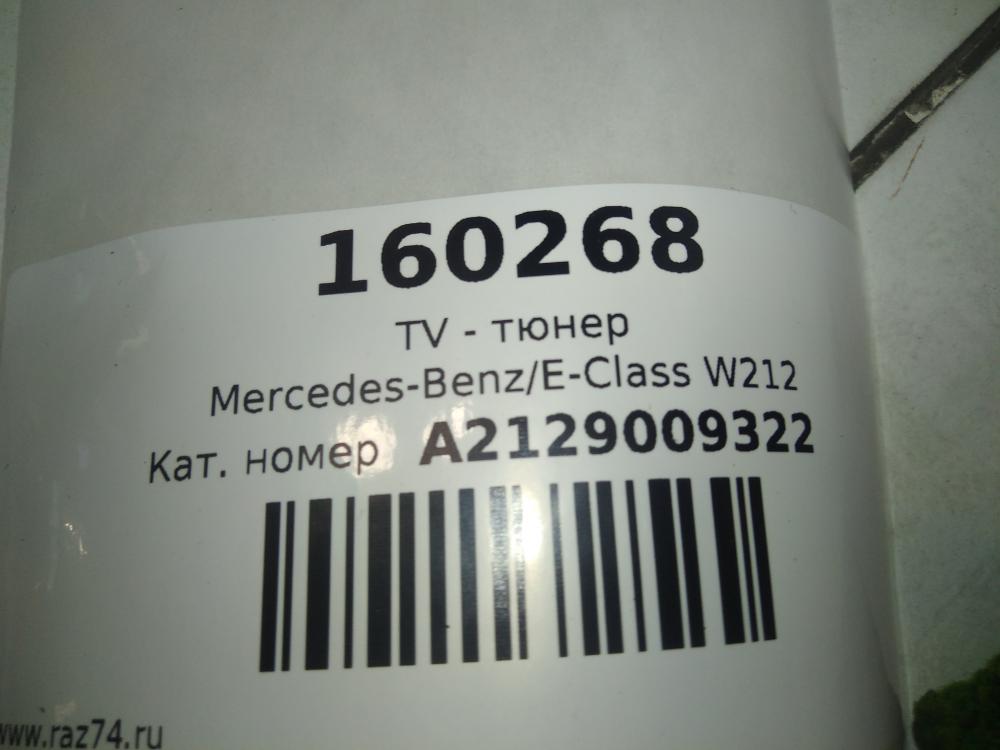 160268
TV - тюнер
Mercedes-Benz/E-Class W212
Кат. номер A2129009322
www.raz74.ru